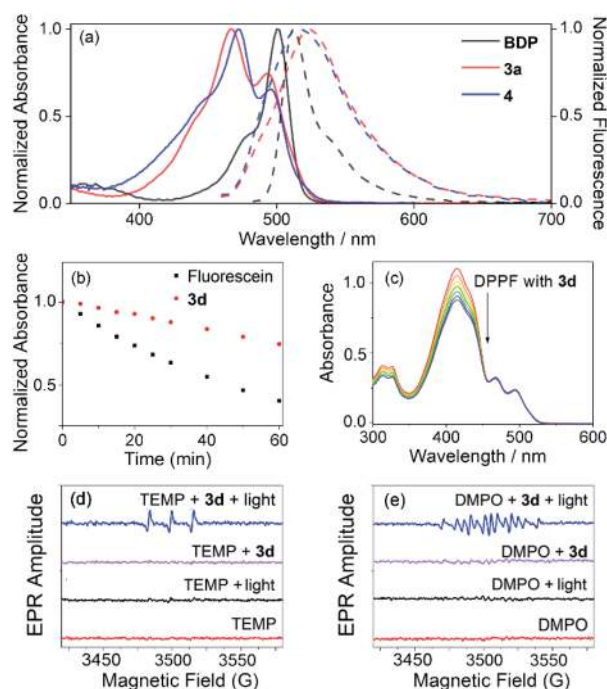 (a)
BDP
3a
4
Normalized Absorbance
Normalized Fluorescence
1.0
0.5
0.0
1.0
0.5
0.0
400 500 600 700
Wavelength / nm
(b)
Fluorescein
3d
Normalized Absorbance
1.0
0.5
0 20 40 60
Time (min)
(c)
DPPF with 3d
Absorbance
1.0
0.5
0.0
300 400 500 600
Wavelength / nm
(d)
TEMP + 3d + light
TEMP + 3d
TEMP + light
TEMP
EPR Amplitude
3450 3500 3550
Magnetic Field (G)
(e)
DMPO + 3d + light
DMPO + 3d
DMPO + light
DMPO
EPR Amplitude
3450 3500 3550
Magnetic Field (G)